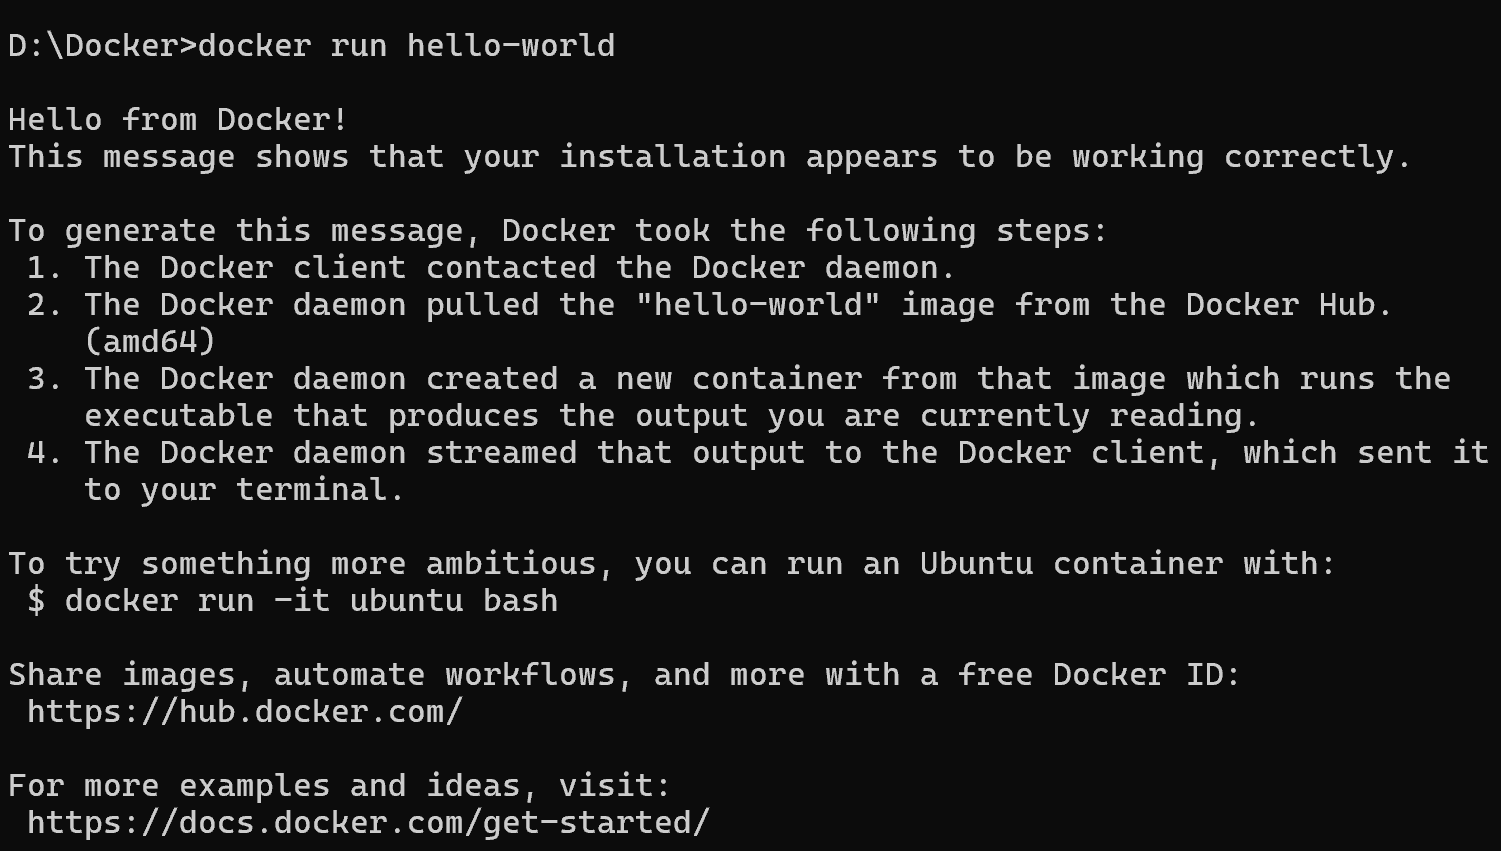 D:\Docker>docker run hello-world
Hello from Docker!
This message shows that your installation appears to be working correctly.
To generate this message, Docker took the following steps:
1. The Docker client contacted the Docker daemon.
2. The Docker daemon pulled the "hello-world" image from the Docker Hub.
(amd64)
3. The Docker daemon created a new container from that image which runs the
executable that produces the output you are currently reading.
4. The Docker daemon streamed that output to the Docker client, which sent it
to your terminal.
To try something more ambitious, you can run an Ubuntu container with:
$ docker run -it ubuntu bash
Share images, automate workflows, and more with a free Docker ID:
https://hub.docker.com/
For more examples and ideas, visit:
https://docs.docker.com/get-started/